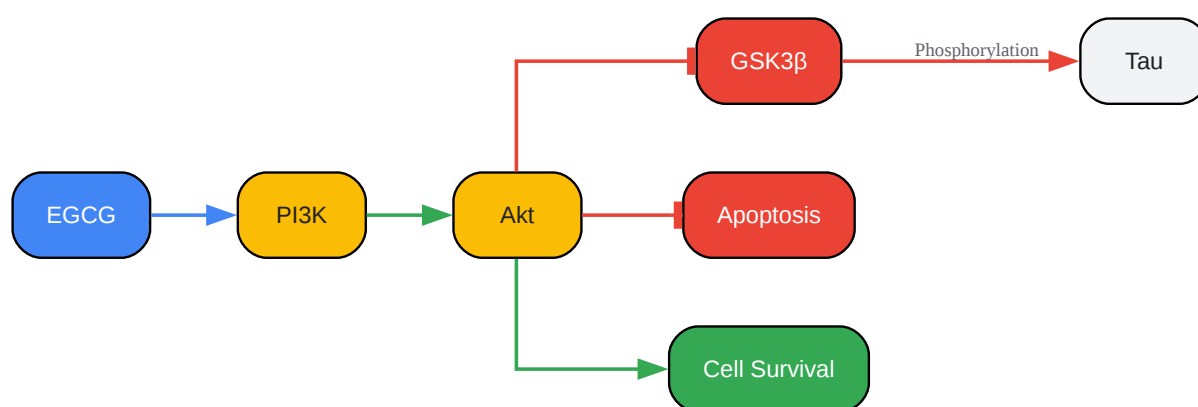 GSK3β
Phosphorylation
Tau
EGCG
PI3K
Akt
Apoptosis
Cell Survival